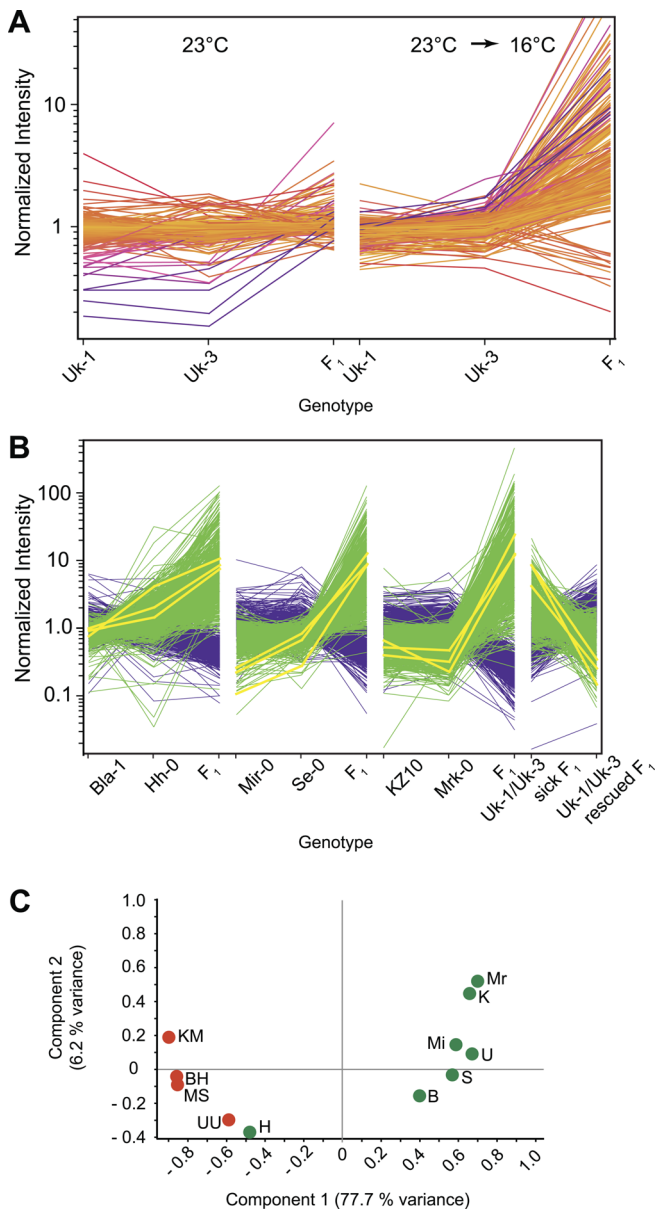 A
23°C
23°C → 16°C
Normalized Intensity
10
1
Uk-1
Uk-3
F1
Uk-1
Uk-3
F1
Genotype
B
Normalized Intensity
100
10
1.0
0.1
Bla-1
Hh-0
F1
Mir-0
Se-0
F1
KZ10
Mrk-0
F1
Uk-1/Uk-3
sick F1
Uk-1/Uk-3
rescued F1
Genotype
C
Component 2
(6.2 % variance)
1.0
0.8
0.6
0.4
0.2
0
- 0.2
- 0.4
KM
BH
MS
UU
H
B
S
U
Mi
K
Mr
- 0.8
- 0.6
- 0.4
- 0.2
0
0.2
0.4
0.6
0.8
1.0
Component 1 (77.7 % variance)